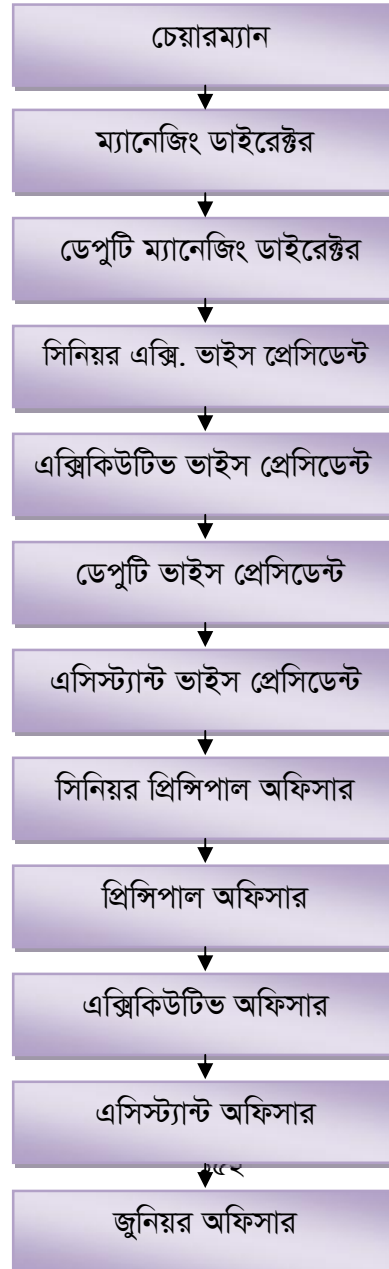 চেয়ারম্যান
ম্যানেজিং ডাইরেক্টর
ডেপুটি ম্যানেজিং ডাইরেক্টর
সিনিয়র এক্সি. ভাইস প্রেসিডেন্ট
এক্সিকিউটিভ ভাইস প্রেসিডেন্ট
ডেপুটি ভাইস প্রেসিডেন্ট
এসিস্ট্যান্ট ভাইস প্রেসিডেন্ট
সিনিয়র প্রিন্সিপাল অফিসার
প্রিন্সিপাল অফিসার
এক্সিকিউটিভ অফিসার
এসিস্ট্যান্ট অফিসার
জুনিয়র অফিসার